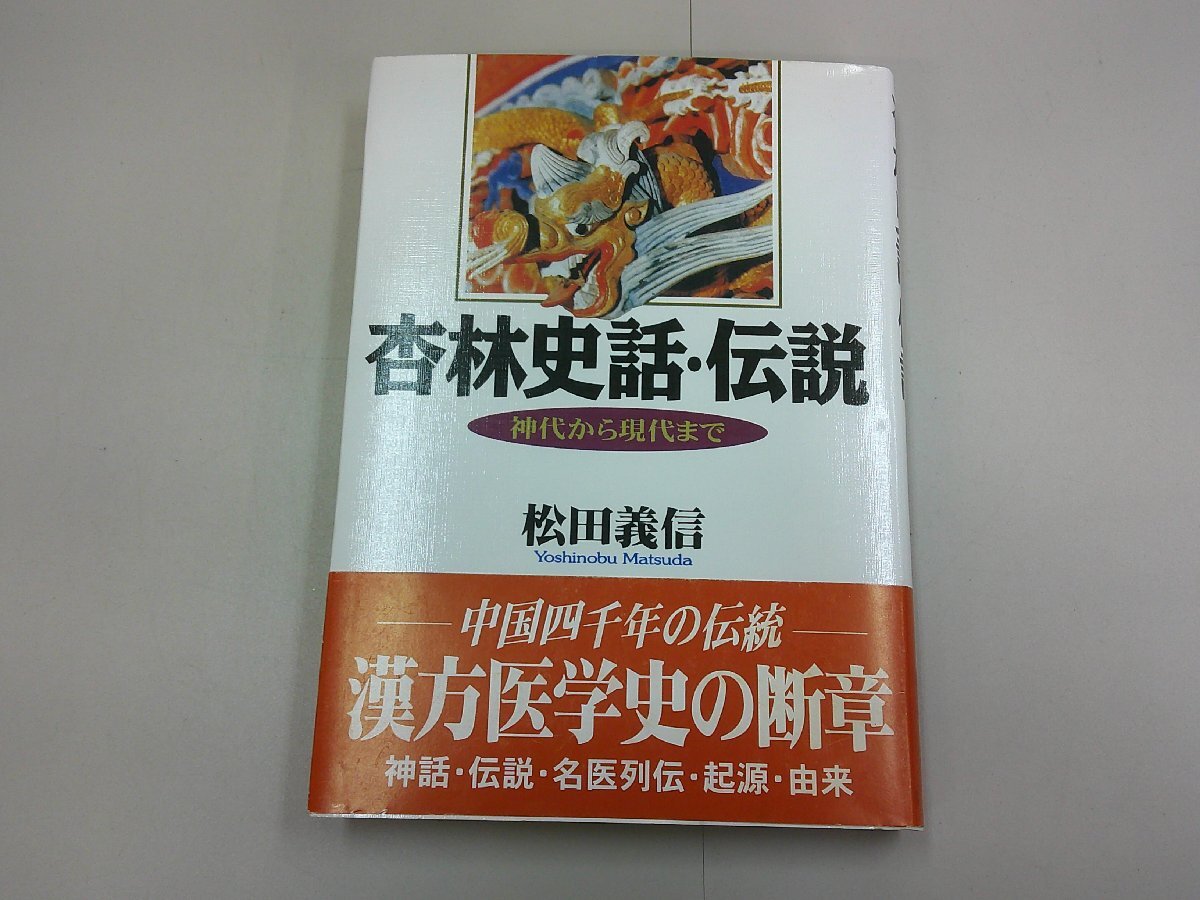 杏林史話・伝説
神代から現代まで
松田義信
Yoshinobu Matsuda
中国四千年の伝統
漢方医学史の断章
神話・伝説・名医列伝・起源・由来